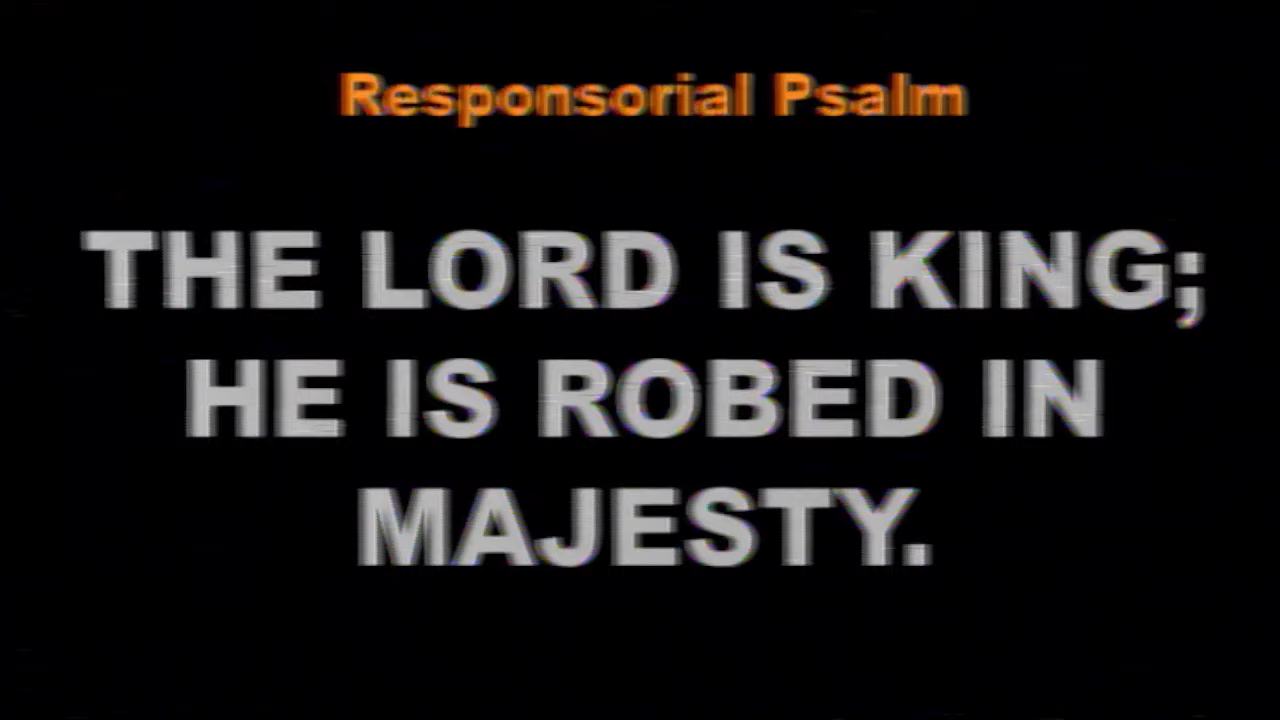 Responsorial Psalm
THE LORD IS KING;
HE IS ROBED IN
MAJESTY.